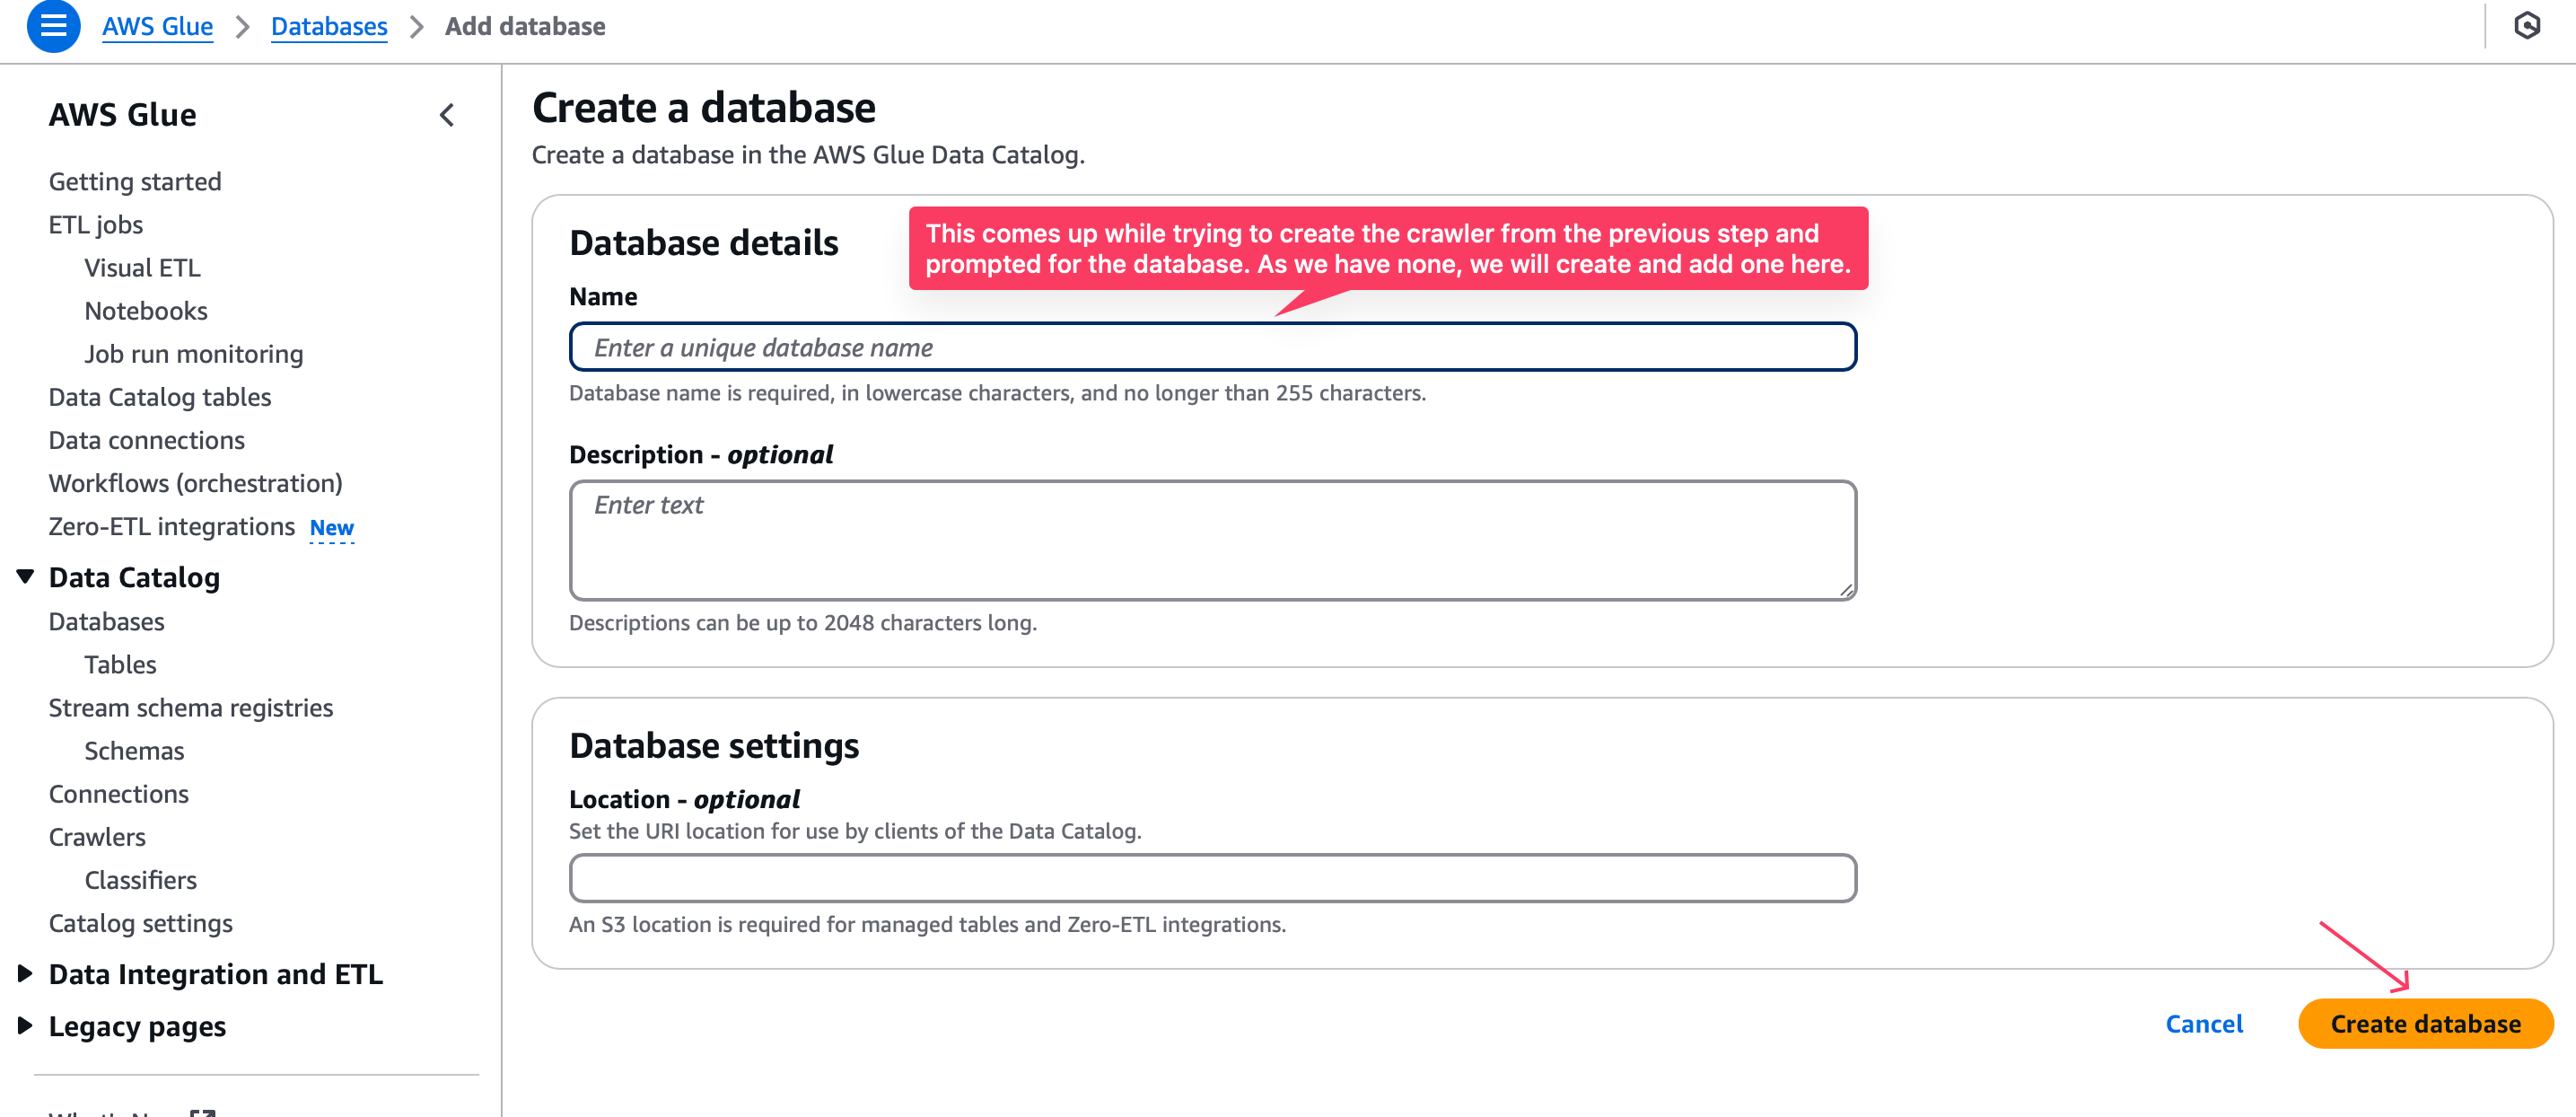 AWS Glue > Databases > Add database
AWS Glue
Getting started
ETL jobs
Visual ETL
Notebooks
Job run monitoring
Data Catalog tables
Data connections
Workflows (orchestration)
Zero-ETL integrations New
Data Catalog
Databases
Tables
Stream schema registries
Schemas
Connections
Crawlers
Classifiers
Catalog settings
Data Integration and ETL
Legacy pages
Create a database
Create a database in the AWS Glue Data Catalog.
Database details
This comes up while trying to create the crawler from the previous step and
prompted for the database. As we have none, we will create and add one here.
Name
Enter a unique database name
Database name is required, in lowercase characters, and no longer than 255 characters.
Description - optional
Enter text
Descriptions can be up to 2048 characters long.
Database settings
Location - optional
Set the URI location for use by clients of the Data Catalog.
An S3 location is required for managed tables and Zero-ETL integrations.
Cancel
Create database